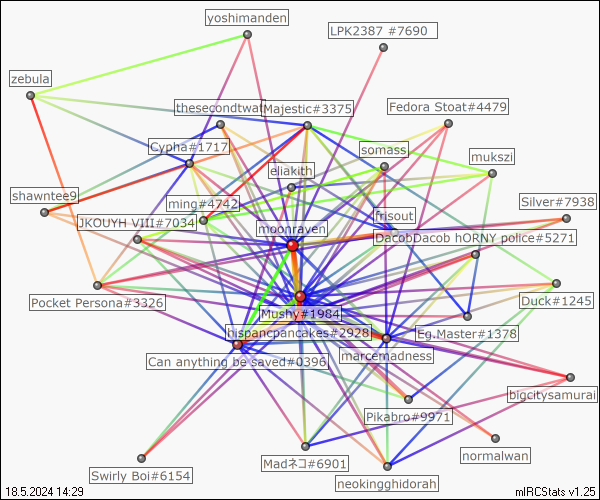 yoshimanden
LPK2387 #7690
zebula
thesecondtwat
Majestic#3375
Fedora Stoat#4479
Cypha#1717
somass
mukszi
eliakith
shawntee9
ming#4742
Silver#7938
JKOUYH VIII#7034
frisout
moonraven
DacobDacob hORNY police#5271
Pocket Persona#3326
Duck#1245
Mushy#1984
hispancpancakes#2928
Eg.Master#1378
Can anything be saved#0396
marcemadness
bigcitysamurai
Pikabro#9971
normalwan
Madネコ#6901
Swirly Boi#6154
neokingghidorah
18.5.2024 14:29
mIRCStats v1.25